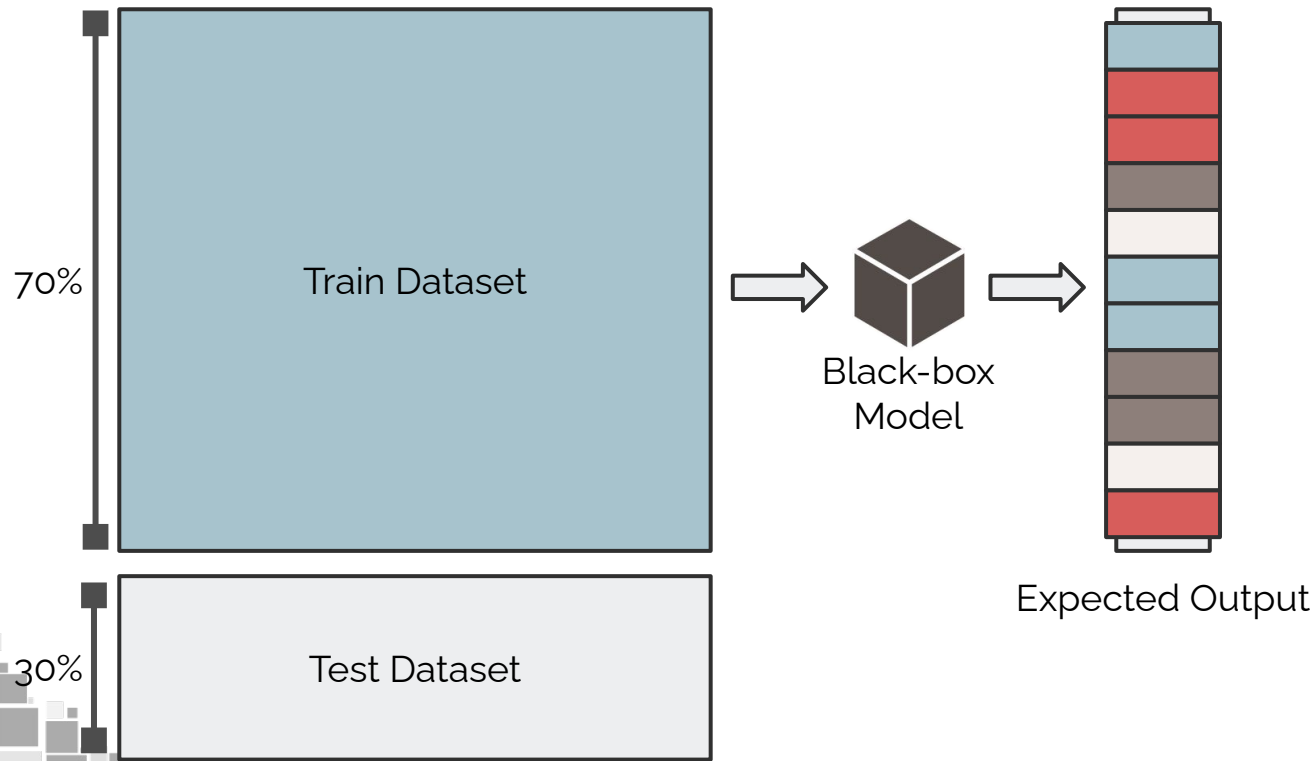 70%
Train Dataset
Black-box
Model
Expected Output
30%
Test Dataset